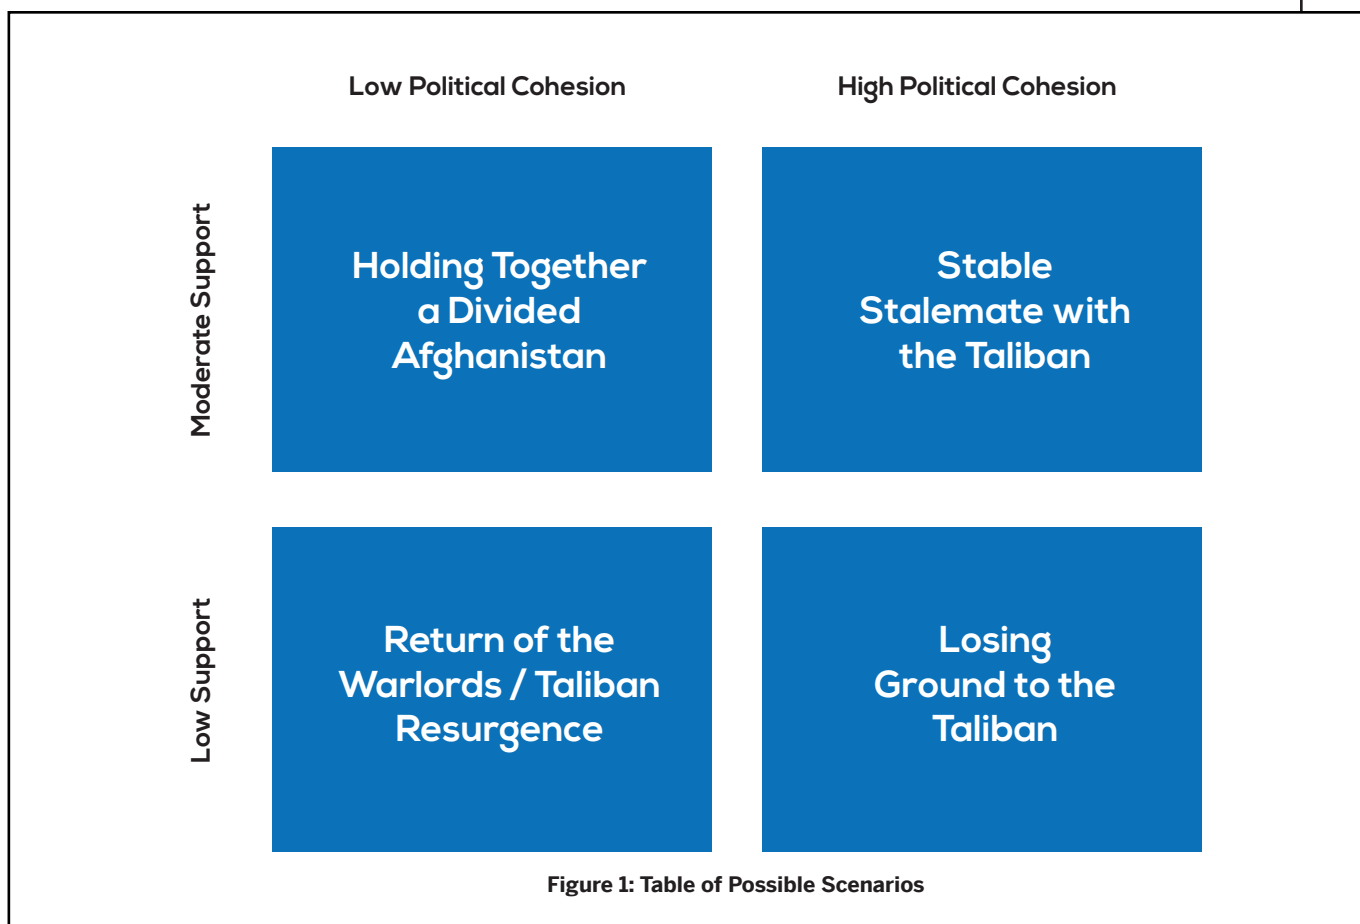 Low Political Cohesion
High Political Cohesion
Moderate Support
Holding Together
a Divided
Afghanistan
Stable
Stalemate with
the Taliban
Low Support
Return of the
Warlords / Taliban
Resurgence
Losing
Ground to the
Taliban
Figure 1: Table of Possible Scenarios